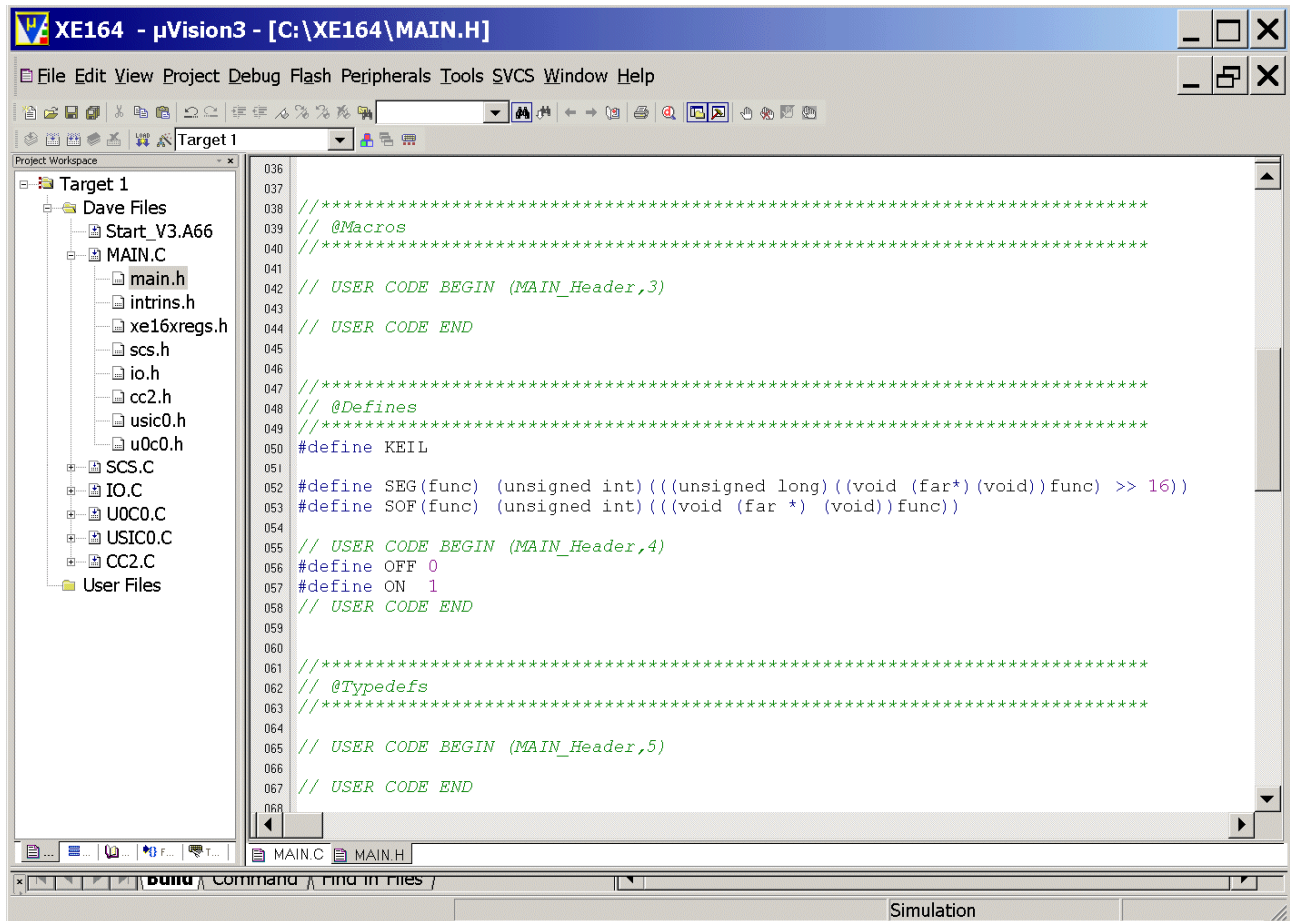 XE164 - µVision3 - [C:\XE164\MAIN.H]
File Edit View Project Debug Flash Peripherals Tools SVCS Window Help
Target 1
Project Workspace
Target 1
Dave Files
Start_V3.A66
MAIN.C
main.h
intrins.h
xe16xregs.h
scs.h
io.h
cc2.h
usic0.h
u0c0.h
SCS.C
IO.C
U0C0.C
USIC0.C
CC2.C
User Files
036
037
038 //***************************************************************************
039 // @Macros
040 //***************************************************************************
041
042 // USER CODE BEGIN (MAIN_Header,3)
043
044 // USER CODE END
045
046
047 //***************************************************************************
048 // @Defines
049 //***************************************************************************
050 #define KEIL
051
052 #define SEG(func) (unsigned int)(((unsigned long)((void (far*)(void))func) >> 16))
053 #define SOF(func) (unsigned int)(((void (far *) (void))func))
054
055 // USER CODE BEGIN (MAIN_Header,4)
056 #define OFF 0
057 #define ON  1
058 // USER CODE END
059
060
061 //***************************************************************************
062 // @Typedefs
063 //***************************************************************************
064
065 // USER CODE BEGIN (MAIN_Header,5)
066
067 // USER CODE END
068
... ... ... F... T...
MAIN.C MAIN.H
Build Command Find in Files
Simulation